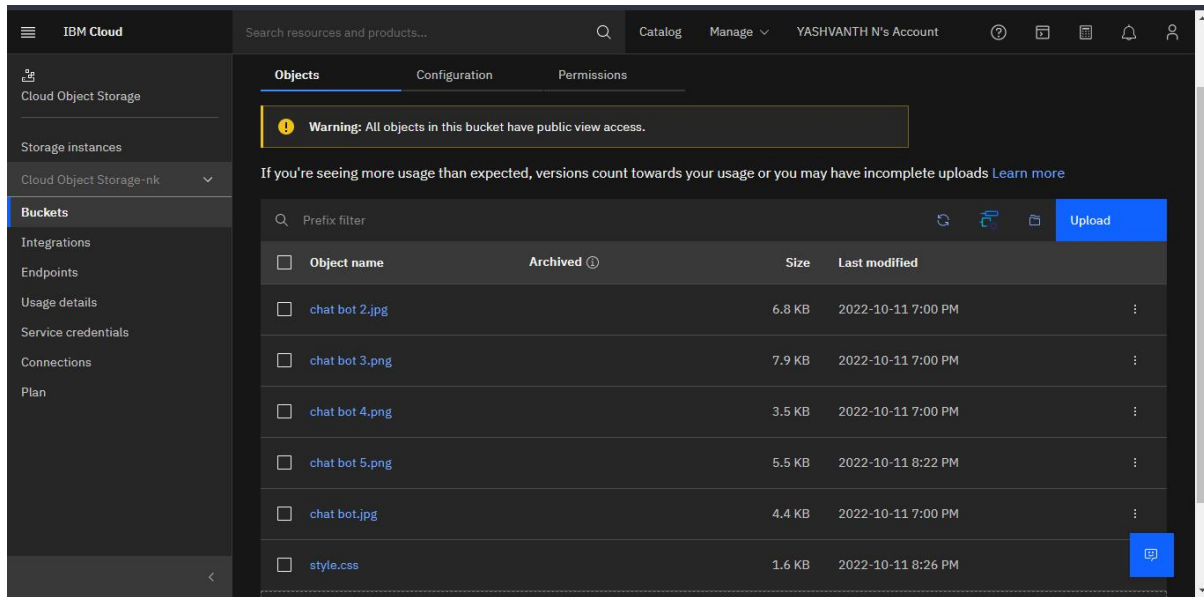 IBM Cloud
Search resources and products...
Catalog
Manage
YASHVANTH N's Account
Cloud Object Storage
Storage instances
Cloud Object Storage-nk
Buckets
Integrations
Endpoints
Usage details
Service credentials
Connections
Plan
Objects Configuration Permissions
Warning: All objects in this bucket have public view access.
If you're seeing more usage than expected, versions count towards your usage or you may have incomplete uploads Learn more
Prefix filter
Upload
Object name Archived Size Last modified
chat bot 2.jpg 6.8 KB 2022-10-11 7:00 PM
chat bot 3.png 7.9 KB 2022-10-11 7:00 PM
chat bot 4.png 3.5 KB 2022-10-11 7:00 PM
chat bot 5.png 5.5 KB 2022-10-11 8:22 PM
chat bot.jpg 4.4 KB 2022-10-11 7:00 PM
style.css 1.6 KB 2022-10-11 8:26 PM